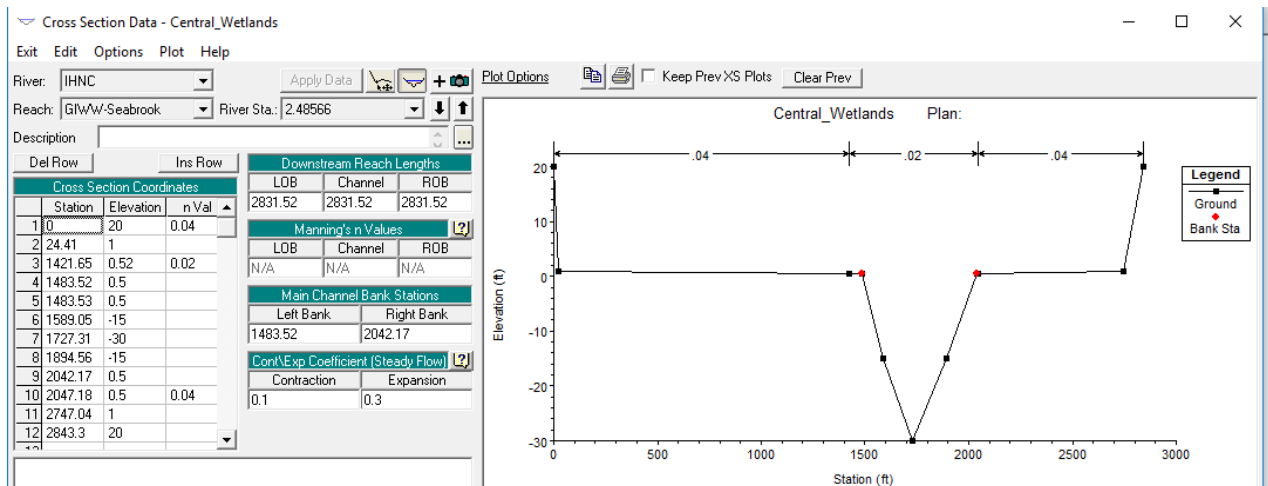 Cross Section Data - Central_Wetlands
Exit Edit Options Plot Help
River: IHNC Apply Data Plot Options Keep Prev XS Plots Clear Prev
Reach: GIWW-Seabrook River Sta.: 2.48566
Description ...
Del Row Ins Row
Cross Section Coordinates
Station Elevation n Val
1 0 20 0.04
2 24.41 1
3 1421.65 0.52 0.02
4 1483.52 0.5
5 1483.53 0.5
6 1589.05 -15
7 1727.31 -30
8 1894.56 -15
9 2042.17 0.5
10 2047.18 0.5 0.04
11 2747.04 1
12 2843.3 20
Downstream Reach Lengths
LOB Channel ROB
2831.52 2831.52 2831.52
Manning's n Values
LOB Channel ROB
N/A N/A N/A
Main Channel Bank Stations
Left Bank Right Bank
1483.52 2042.17
Cont\Exp Coefficient (Steady Flow)
Contraction Expansion
0.1 0.3
Central_Wetlands Plan:
.04 .02 .04
Legend
Ground
Bank Sta
Elevation (ft)
20
10
0
-10
-20
-30
0 500 1000 1500 2000 2500 3000
Station (ft)